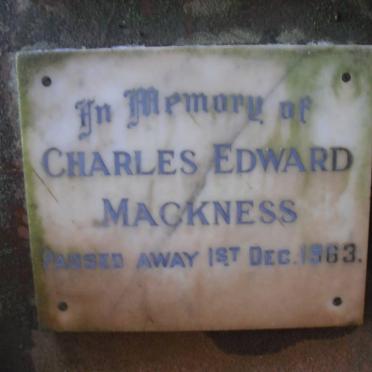 In Memory of
CHARLES EDWARD
MACKNESS
PASSED AWAY 1ST DEC. 1963.